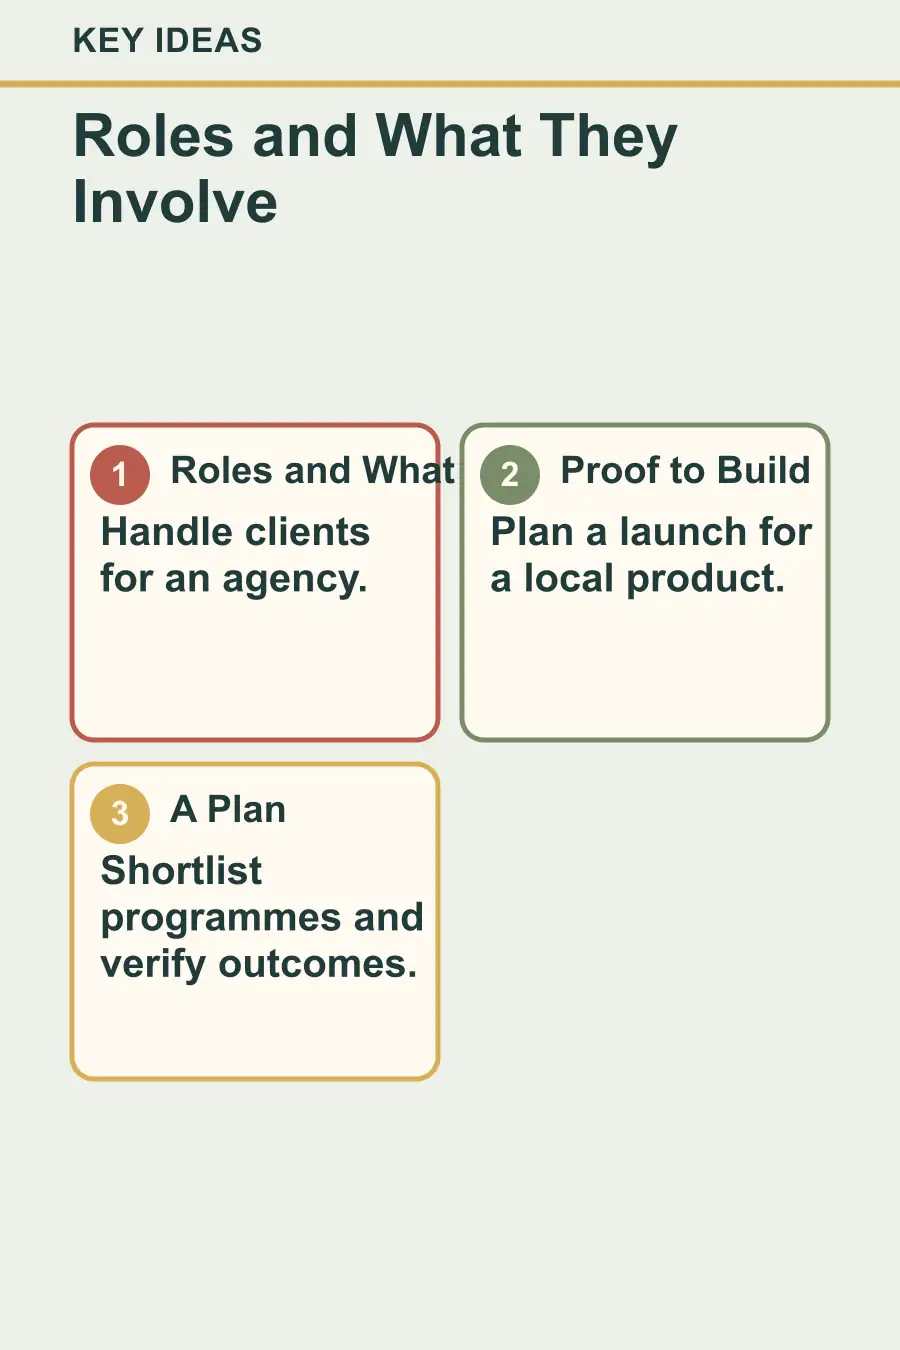 KEY IDEAS
Roles and What They
Involve
1
Roles and What
Handle clients
for an agency.
2
Proof to Build
Plan a launch for
a local product.
3
A Plan
Shortlist
programmes and
verify outcomes.